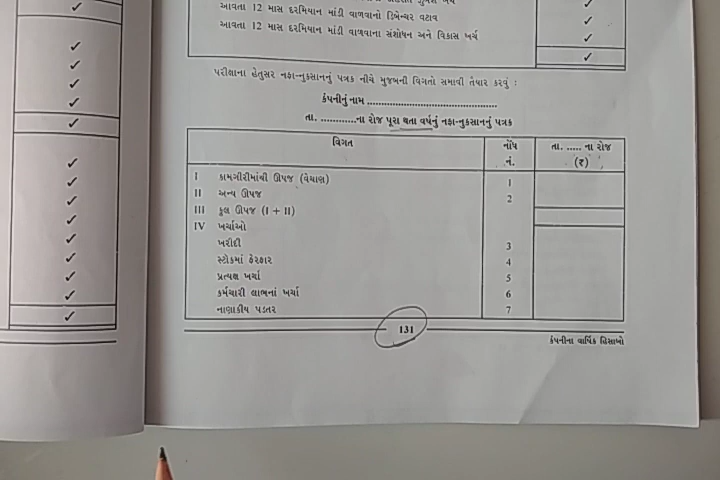 આવતા 12 માસ દરમિયાન માંડી વાળવાનો ડિબેન્ચર વટાવ
આવતા 12 માસ દરમિયાન માંડી વાળવાના સંશોધન અને વિકાસ ખર્ચ
પરીક્ષાના હેતુસર નફા-નુકસાનનું પત્રક નીચે મુજબની વિગતો સમાવી તૈયાર કરવું :
કંપનીનું નામ ............................................
તા. ............ના રોજ પૂરા થતા વર્ષનું નફા-નુકસાનનું પત્રક
વિગત નોંધ નં. તા. ..... ના રોજ (₹)
I કામગીરીમાંથી ઊપજ (વેચાણ) 1
II અન્ય ઊપજ 2
III કુલ ઊપજ (I + II)
IV ખર્ચાઓ
ખરીદી 3
સ્ટોકમાં ફેરફાર 4
પ્રત્યક્ષ ખર્ચા 5
કર્મચારી લાભનાં ખર્ચા 6
નાણાકીય પડતર 7
131
કંપનીના વાર્ષિક હિસાબો